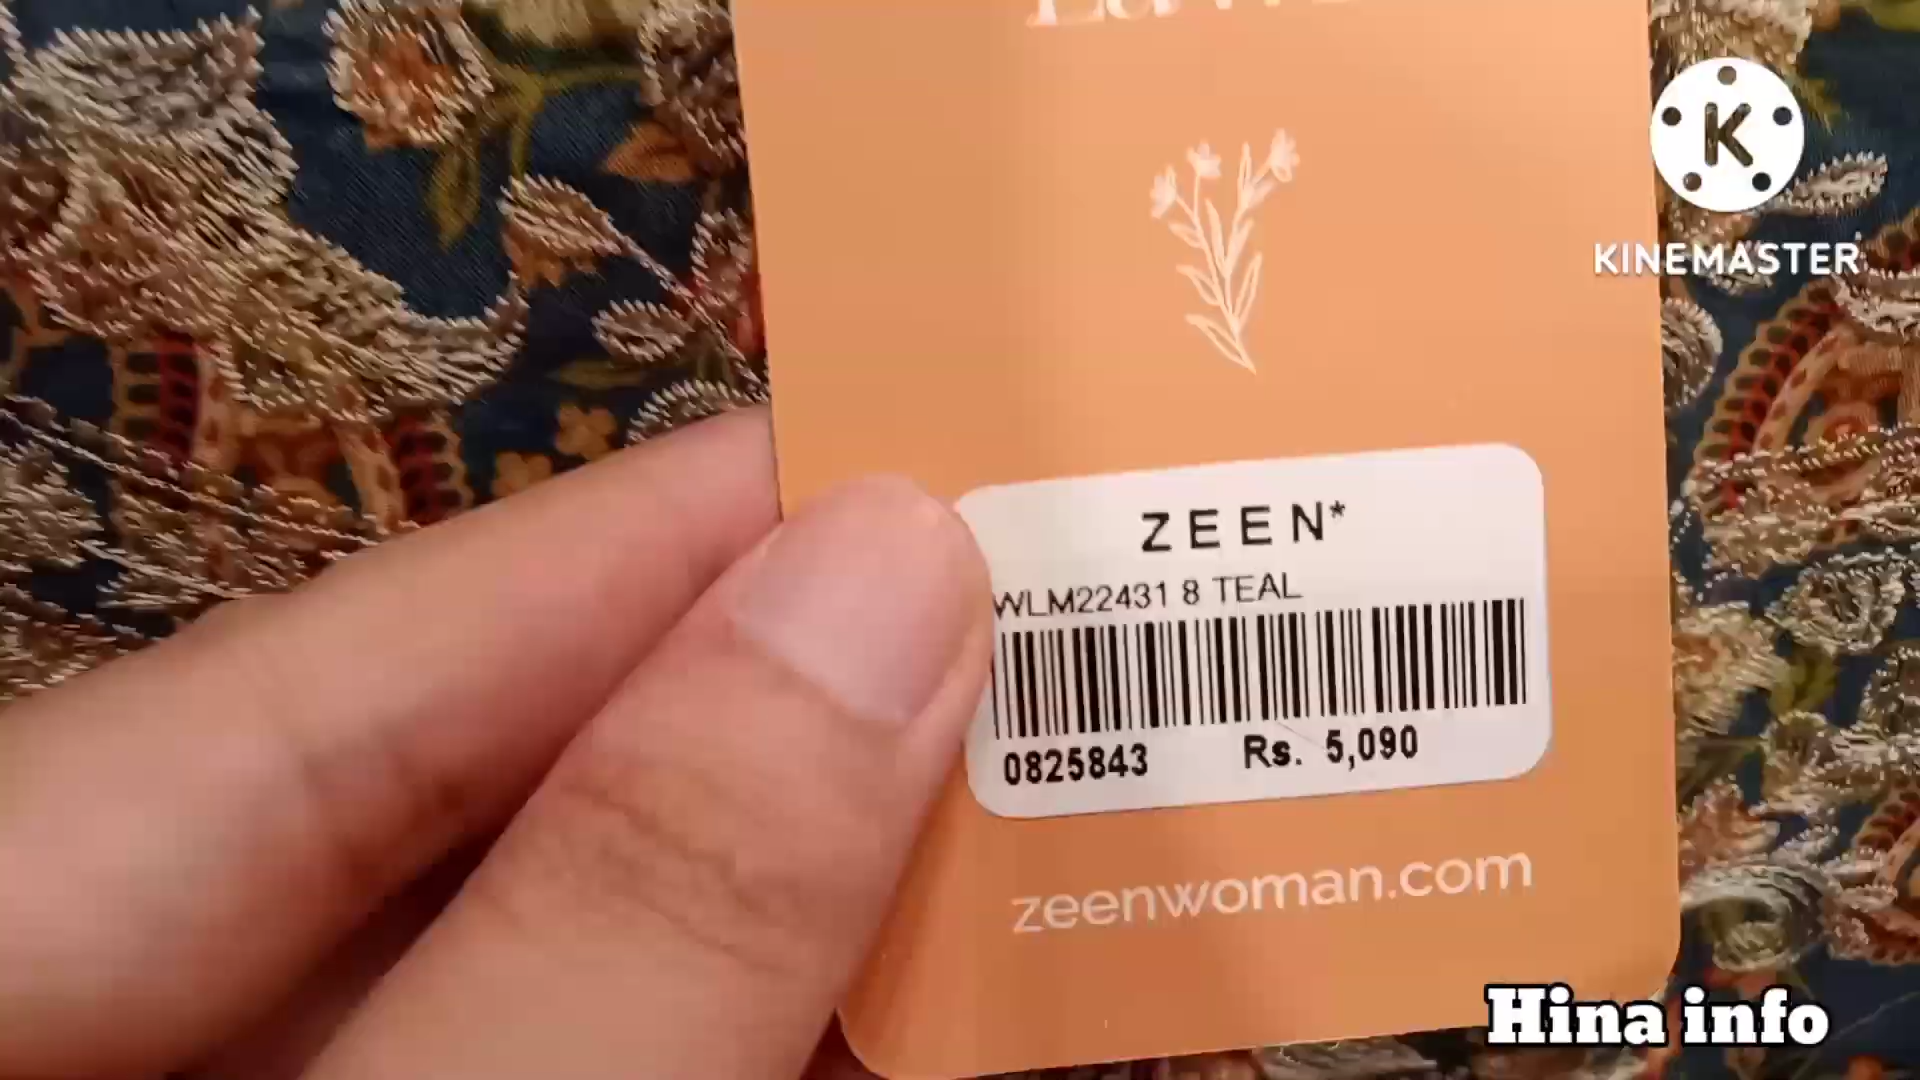 K
KINEMASTER
ZEEN*
WLM22431 8 TEAL
0825843 Rs. 5,090
zeenwoman.com
Hina info